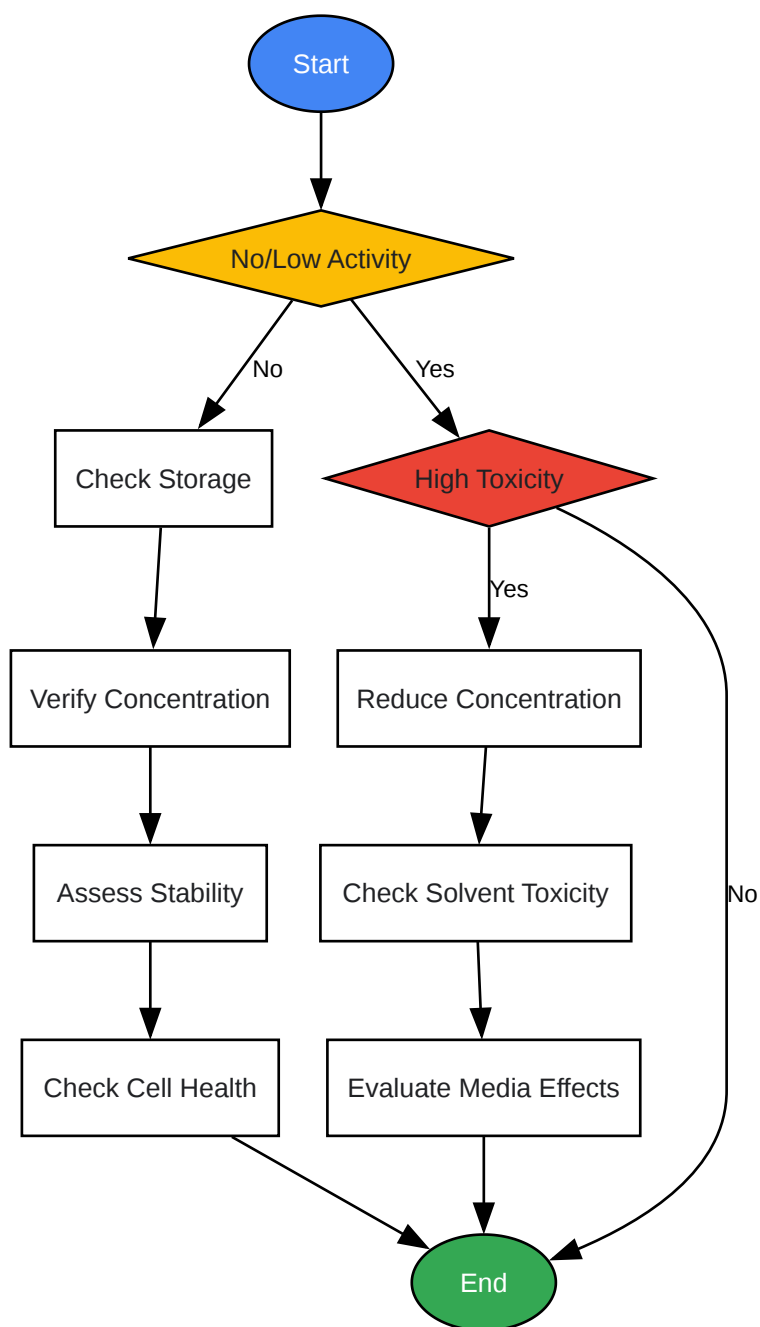 Start
No/Low Activity
No
Yes
Check Storage
High Toxicity
Yes
Verify Concentration
Reduce Concentration
Assess Stability
Check Solvent Toxicity
No
Check Cell Health
Evaluate Media Effects
End